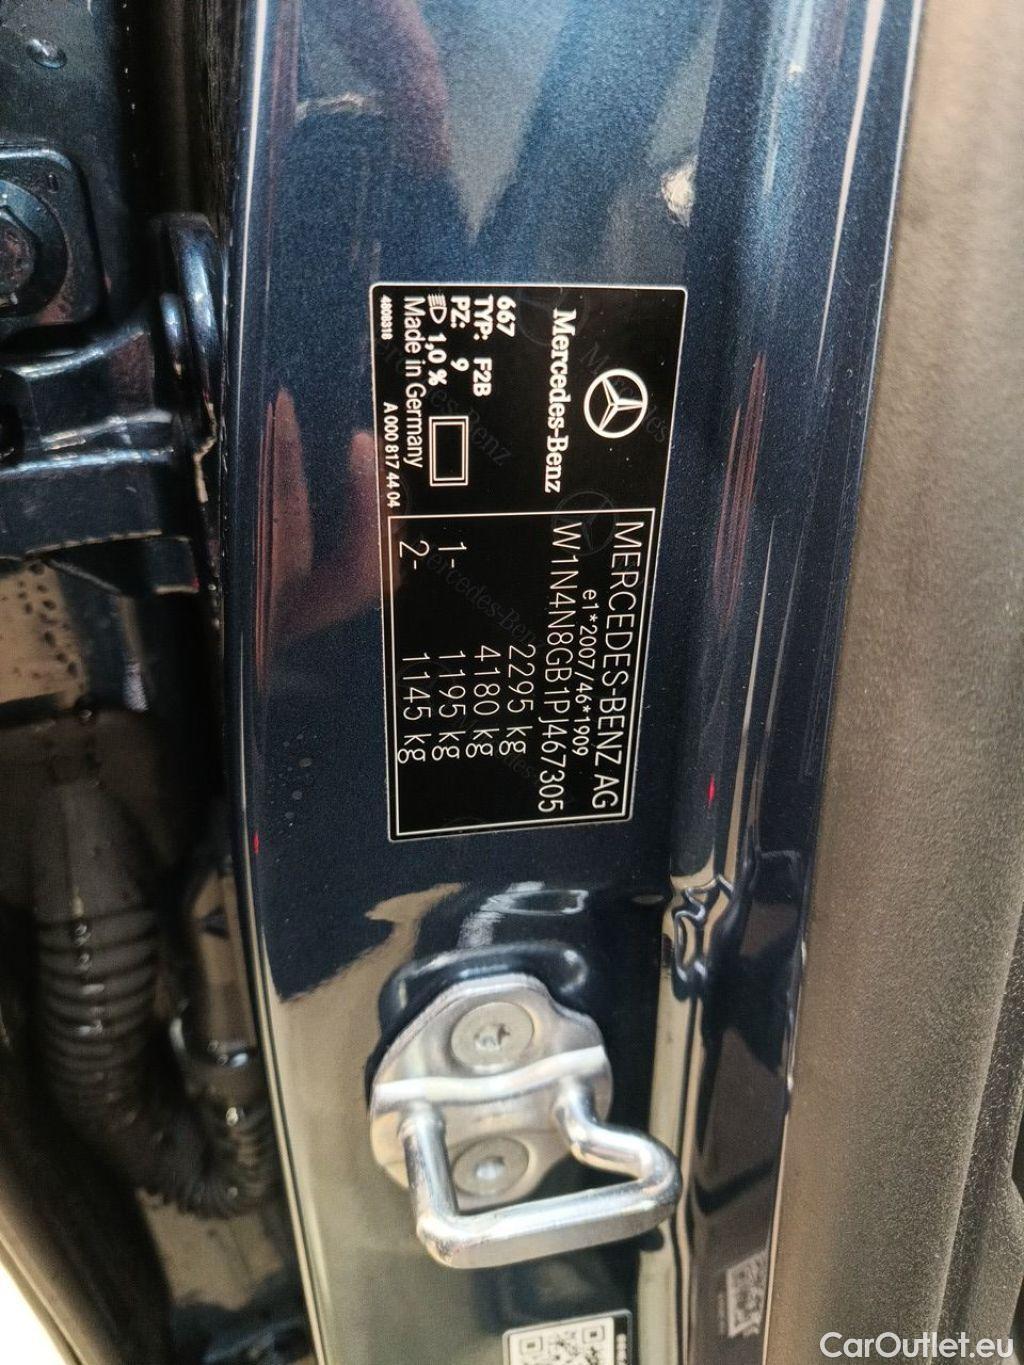 Mercedes-Benz
667
TYP: F2B
PZ: 9
1,0 %
Made in Germany
4808318
A 000 817 44 04
MERCEDES-BENZ AG
e1*2007/46*1909
W1N4N8GB1PJ467305
2295 kg
4180 kg
1- 1195 kg
2- 1145 kg
CarOutlet.eu